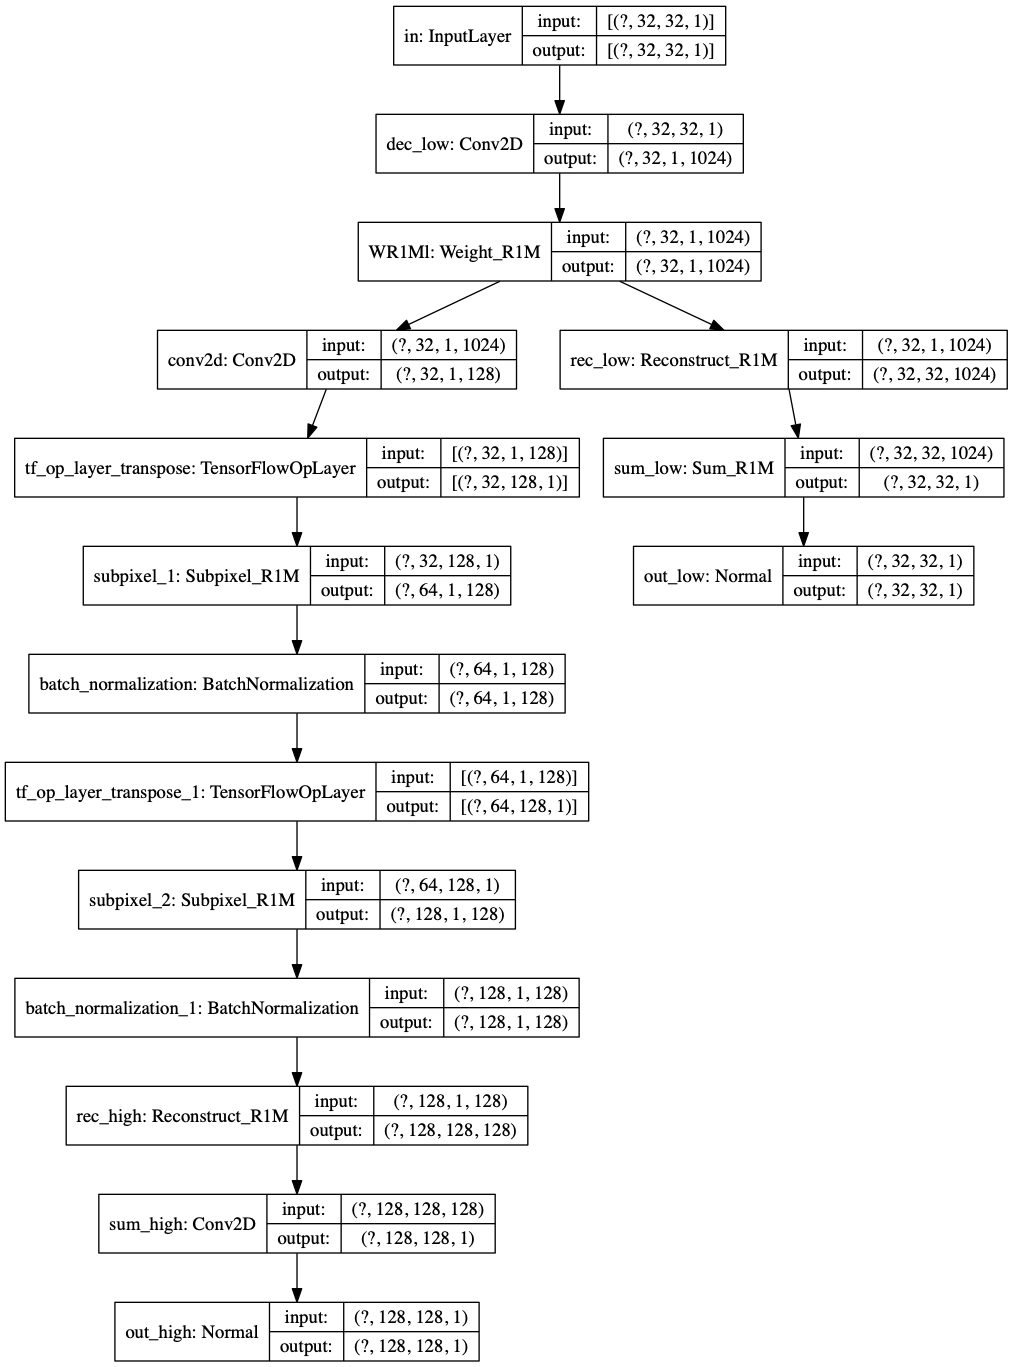 in: InputLayer
input:
[(?, 32, 32, 1)]
output:
[(?, 32, 32, 1)]
dec_low: Conv2D
input:
(?, 32, 32, 1)
output:
(?, 32, 1, 1024)
WR1Ml: Weight_R1M
input:
(?, 32, 1, 1024)
output:
(?, 32, 1, 1024)
conv2d: Conv2D
input:
(?, 32, 1, 1024)
output:
(?, 32, 1, 128)
rec_low: Reconstruct_R1M
input:
(?, 32, 1, 1024)
output:
(?, 32, 32, 1024)
tf_op_layer_transpose: TensorFlowOpLayer
input:
[(?, 32, 1, 128)]
output:
[(?, 32, 128, 1)]
sum_low: Sum_R1M
input:
(?, 32, 32, 1024)
output:
(?, 32, 32, 1)
subpixel_1: Subpixel_R1M
input:
(?, 32, 128, 1)
output:
(?, 64, 1, 128)
out_low: Normal
input:
(?, 32, 32, 1)
output:
(?, 32, 32, 1)
batch_normalization: BatchNormalization
input:
(?, 64, 1, 128)
output:
(?, 64, 1, 128)
tf_op_layer_transpose_1: TensorFlowOpLayer
input:
[(?, 64, 1, 128)]
output:
[(?, 64, 128, 1)]
subpixel_2: Subpixel_R1M
input:
(?, 64, 128, 1)
output:
(?, 128, 1, 128)
batch_normalization_1: BatchNormalization
input:
(?, 128, 1, 128)
output:
(?, 128, 1, 128)
rec_high: Reconstruct_R1M
input:
(?, 128, 1, 128)
output:
(?, 128, 128, 128)
sum_high: Conv2D
input:
(?, 128, 128, 128)
output:
(?, 128, 128, 1)
out_high: Normal
input:
(?, 128, 128, 1)
output:
(?, 128, 128, 1)